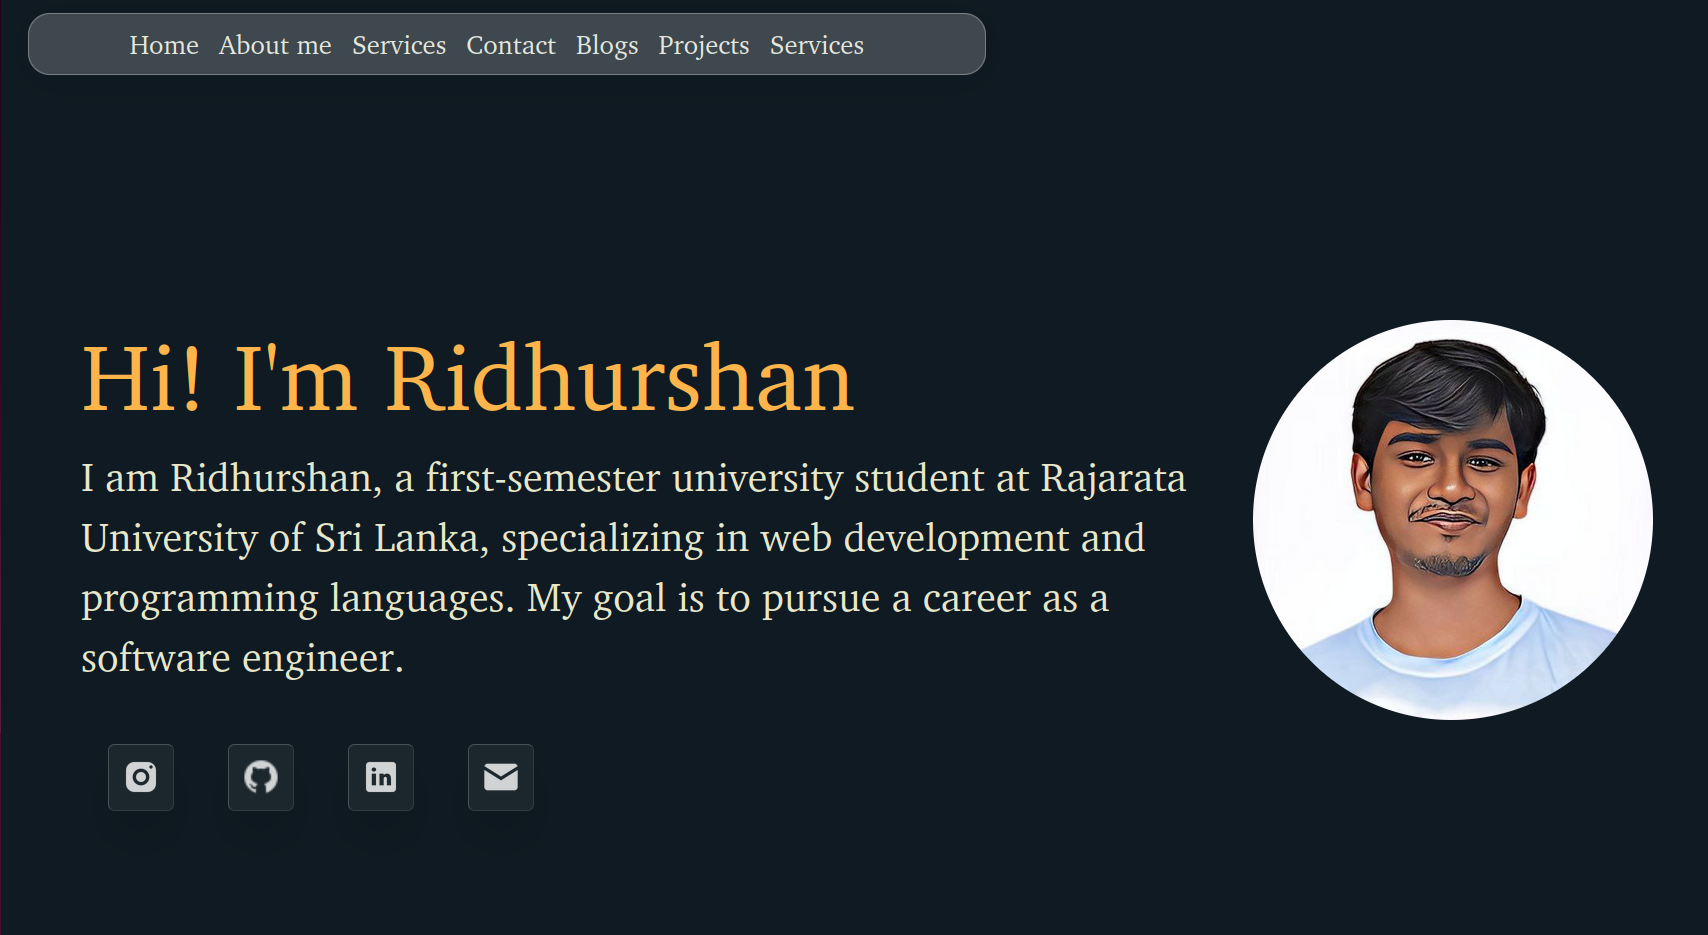 Home About me Services Contact Blogs Projects Services
Hi! I'm Ridhurshan
I am Ridhurshan, a first-semester university student at Rajarata
University of Sri Lanka, specializing in web development and
programming languages. My goal is to pursue a career as a
software engineer.
in